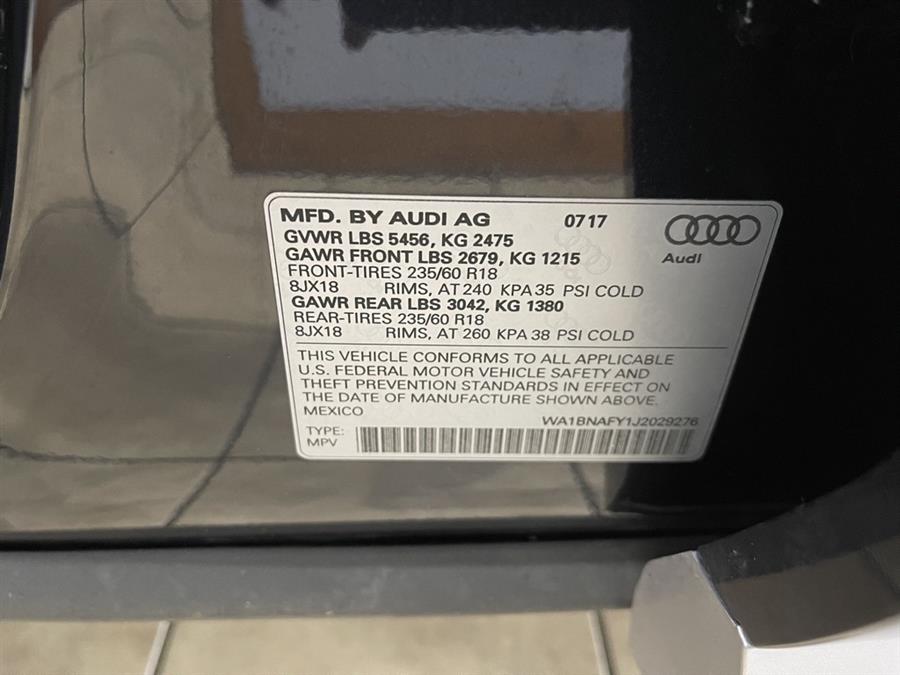 MFD. BY AUDI AG 0717
Audi
GVWR LBS 5456, KG 2475
GAWR FRONT LBS 2679, KG 1215
FRONT-TIRES 235/60 R18
8JX18 RIMS, AT 240 KPA 35 PSI COLD
GAWR REAR LBS 3042, KG 1380
REAR-TIRES 235/60 R18
8JX18 RIMS, AT 260 KPA 38 PSI COLD
THIS VEHICLE CONFORMS TO ALL APPLICABLE
U.S. FEDERAL MOTOR VEHICLE SAFETY AND
THEFT PREVENTION STANDARDS IN EFFECT ON
THE DATE OF MANUFACTURE SHOWN ABOVE.
MEXICO
WA1BNAFY1J2029276
TYPE:
MPV